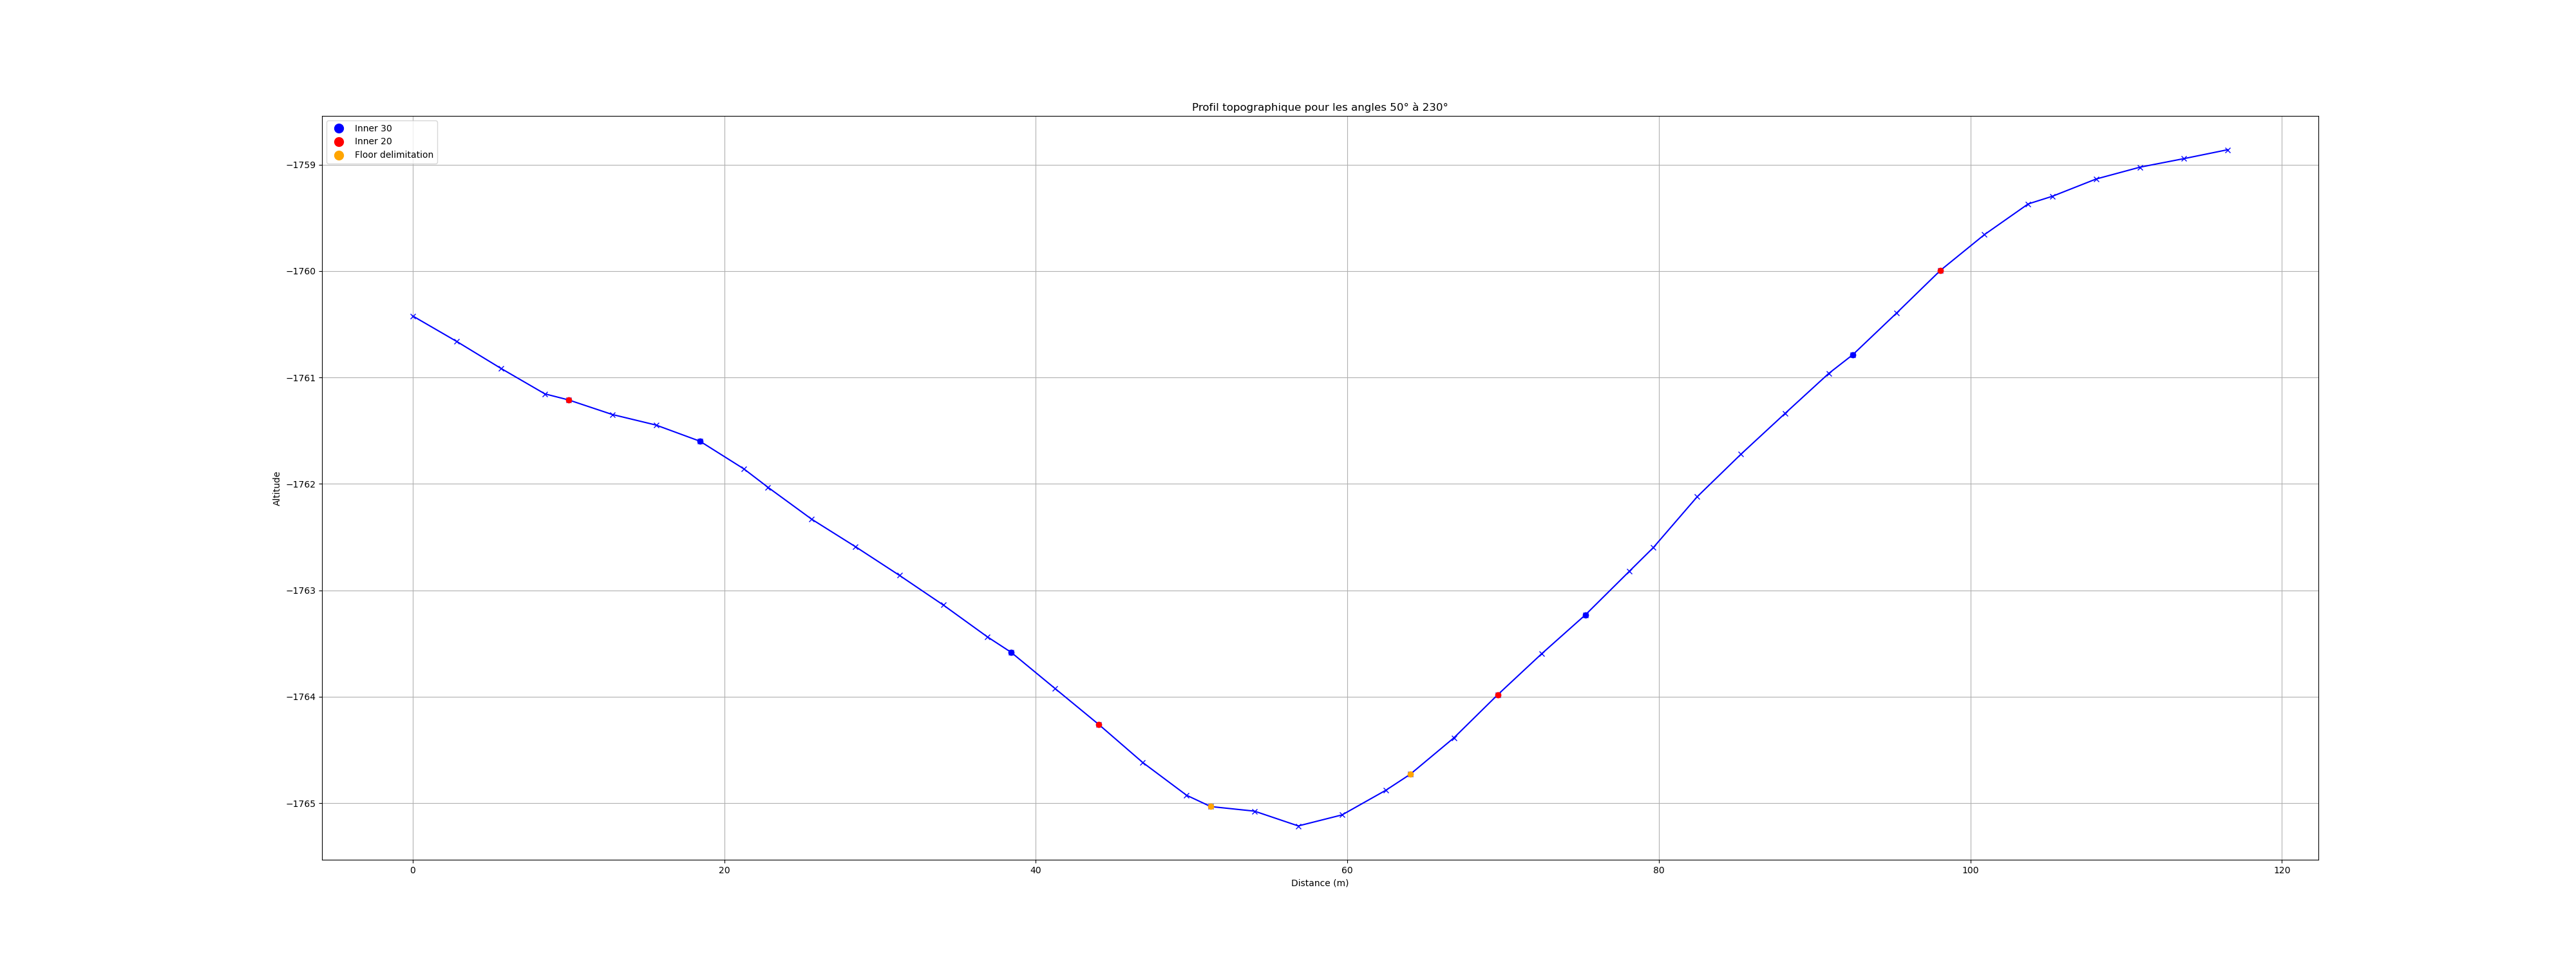 Profil topographique pour les angles 50° à 230°
Inner 30
Inner 20
Floor delimitation
−1759
−1760
−1761
−1762
−1763
−1764
−1765
Altitude
0 20 40 60 80 100 120
Distance (m)